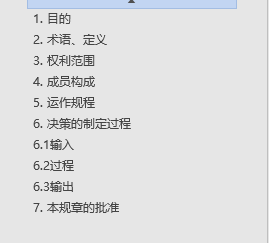 1. 目的
2. 术语、定义
3. 权利范围
4. 成员构成
5. 运作规程
6. 决策的制定过程
6.1输入
6.2过程
6.3输出
7. 本规章的批准